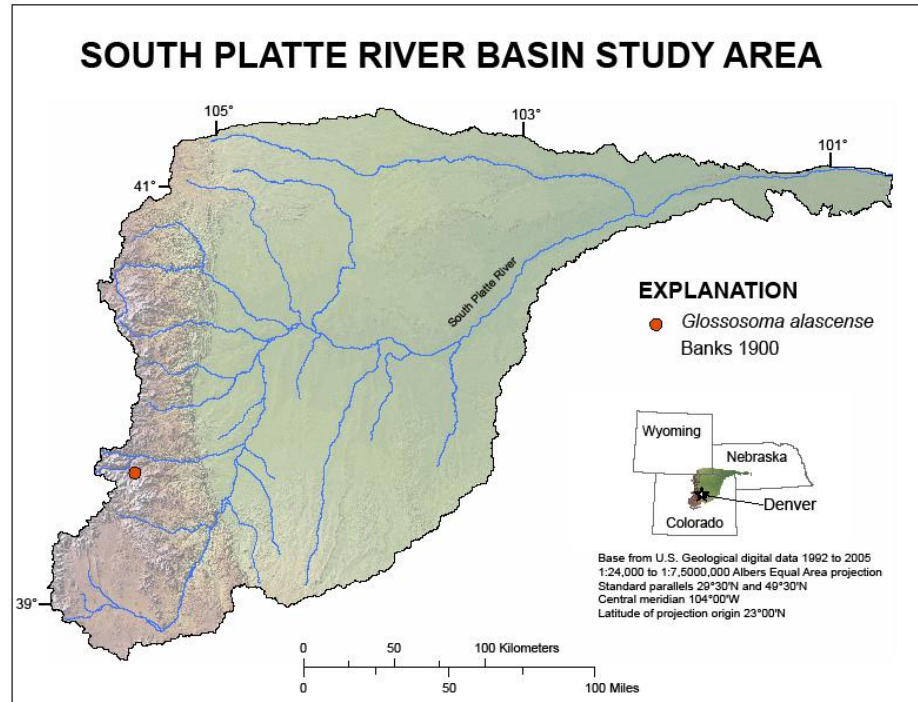 SOUTH PLATTE RIVER BASIN STUDY AREA
105°
103°
101°
41°
South Platte River
EXPLANATION
Glossosoma alascense
Banks 1900
Wyoming
Nebraska
Denver
Colorado
Base from U.S. Geological digital data 1992 to 2005
1:24,000 to 1:7,5000,000 Albers Equal Area projection
Standard parallels 29°30'N and 49°30'N
Central meridian 104°00'W
Latitude of projection origin 23°00'N
39°
0 50 100 Kilometers
0 50 100 Miles